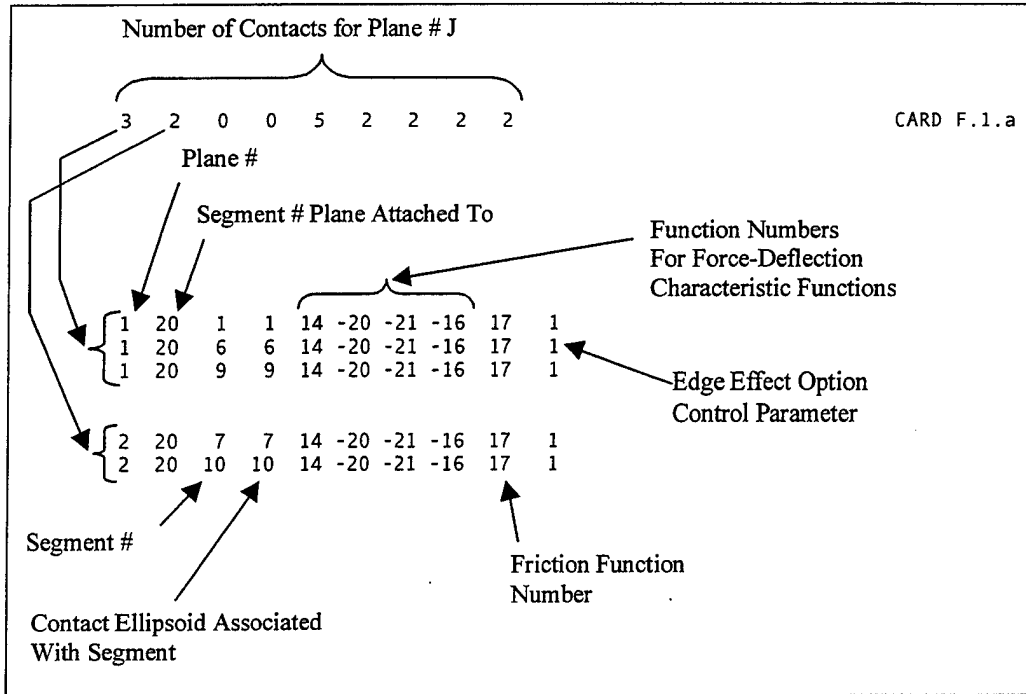 Number of Contacts for Plane # J
3 2 0 0 5 2 2 2 2 CARD F.1.a
Plane #
Segment # Plane Attached To
Function Numbers
For Force-Deflection
Characteristic Functions
1 20 1 1 14 -20 -21 -16 17 1
1 20 6 6 14 -20 -21 -16 17 1
1 20 9 9 14 -20 -21 -16 17 1
Edge Effect Option
Control Parameter
2 20 7 7 14 -20 -21 -16 17 1
2 20 10 10 14 -20 -21 -16 17 1
Segment #
Friction Function
Number
Contact Ellipsoid Associated
With Segment